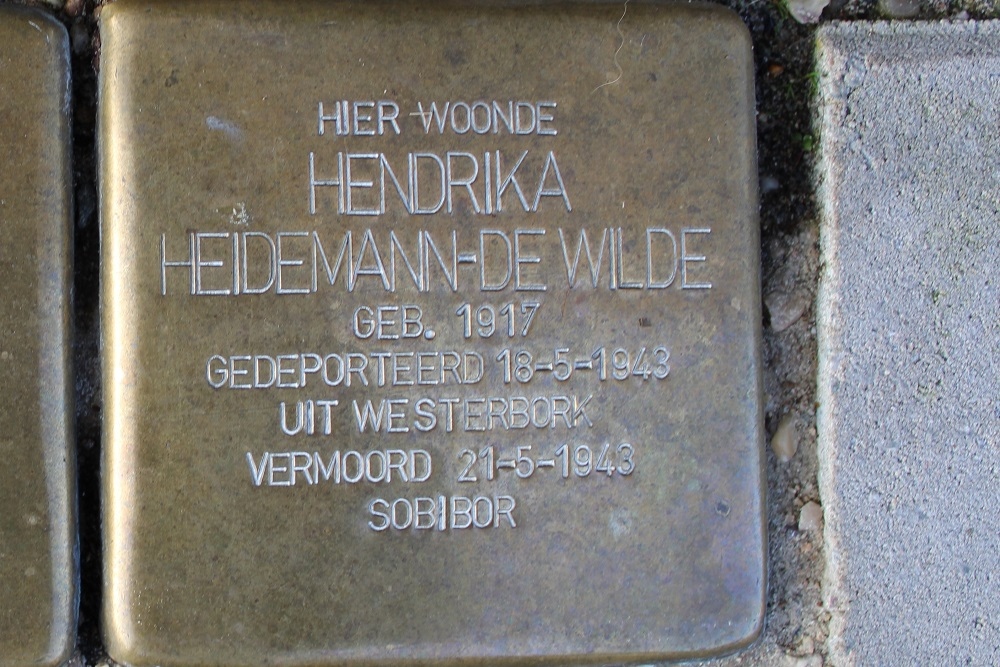 HIER WOONDE
HENDRIKA
HEIDEMANN-DE WILDE
GEB. 1917
GEDEPORTEERD 18-5-1943
UIT WESTERBORK
VERMOORD 21-5-1943
SOBIBOR